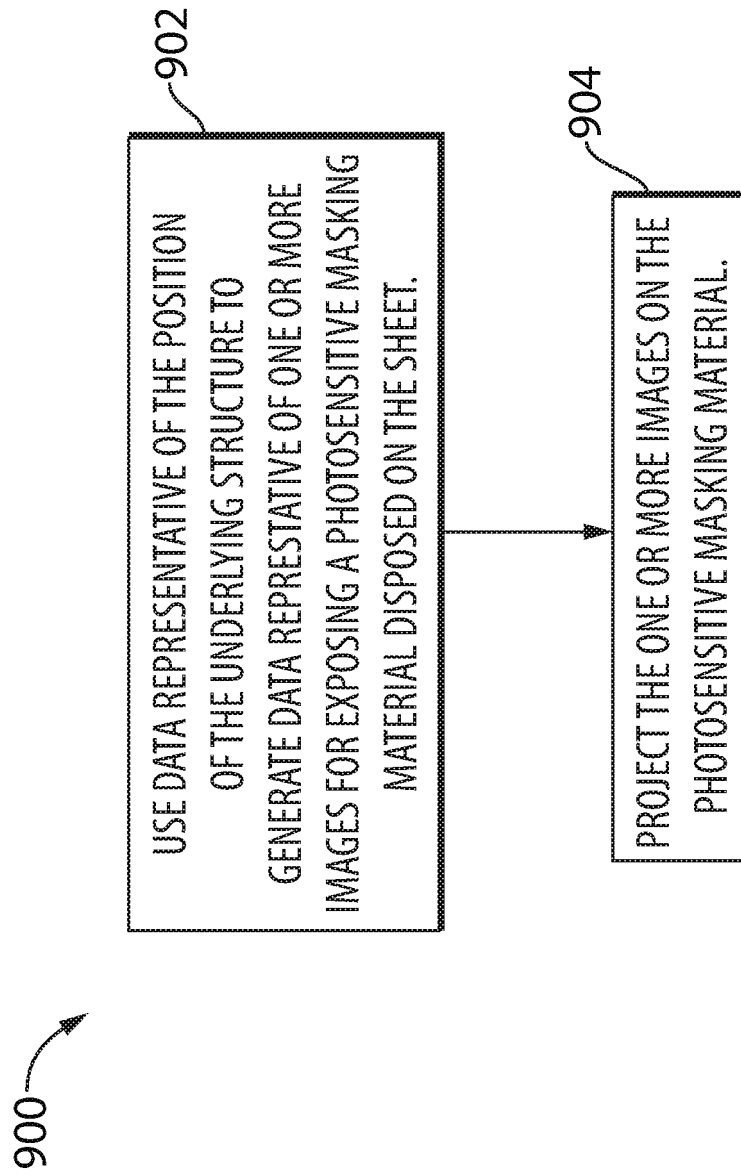 900
902
USE DATA REPRESENTATIVE OF THE POSITION
OF THE UNDERLYING STRUCTURE TO
GENERATE DATA REPRESTATIVE OF ONE OR MORE
IMAGES FOR EXPOSING A PHOTOSENSITIVE MASKING
MATERIAL DISPOSED ON THE SHEET.
904
PROJECT THE ONE OR MORE IMAGES ON THE
PHOTOSENSITIVE MASKING MATERIAL.